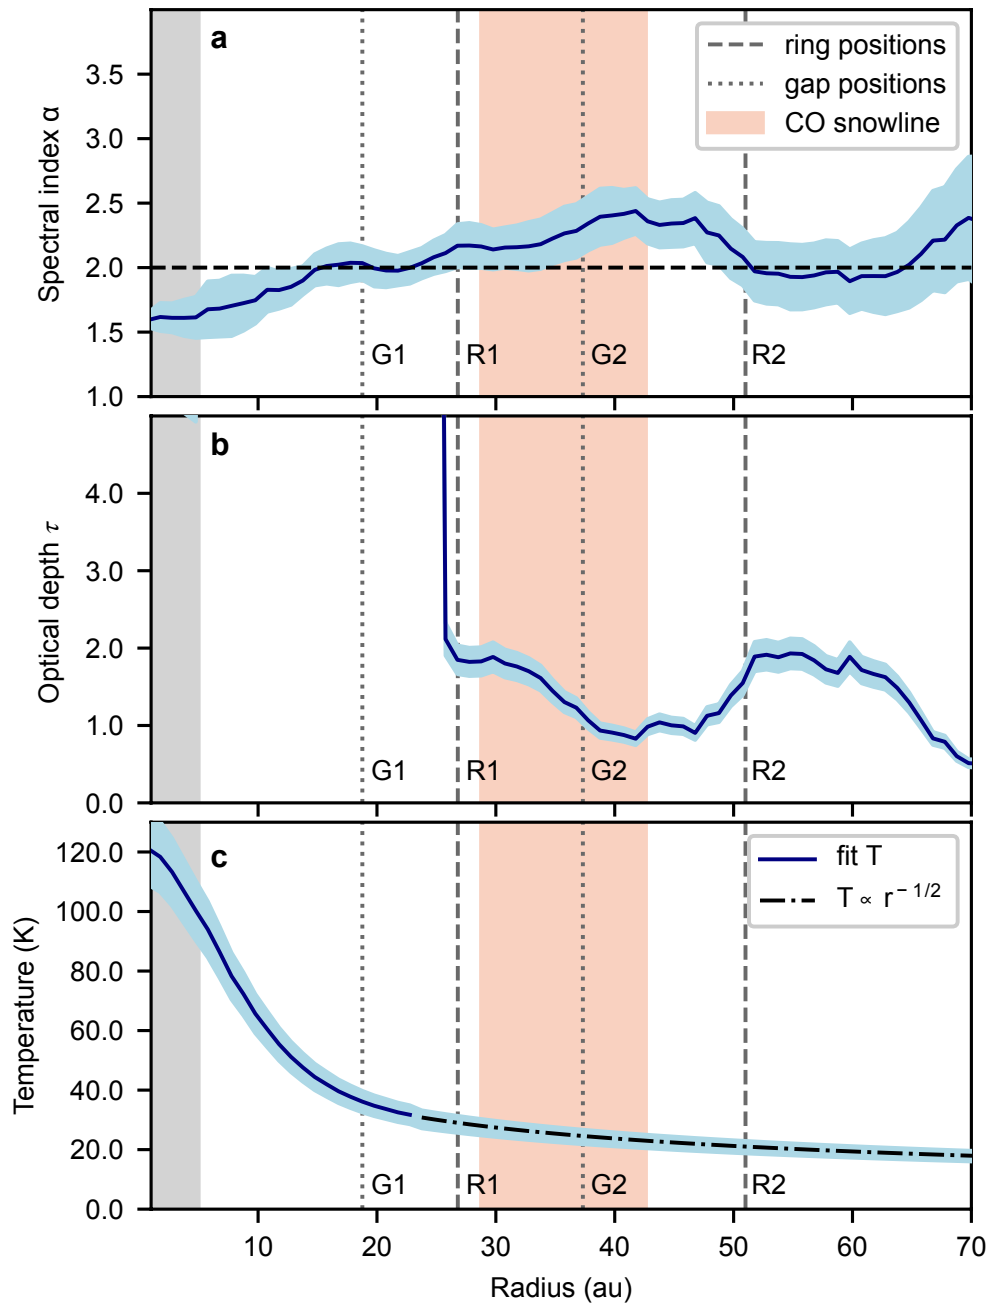 a
ring positions
gap positions
CO snowline
3.5
3.0
2.5
2.0
1.5
1.0
Spectral index α
G1
R1
G2
R2
b
4.0
3.0
2.0
1.0
0.0
Optical depth τ
G1
R1
G2
R2
c
fit T
T ∝ r⁻¹/²
120.0
100.0
80.0
60.0
40.0
20.0
0.0
Temperature (K)
G1
R1
G2
R2
10
20
30
40
50
60
70
Radius (au)